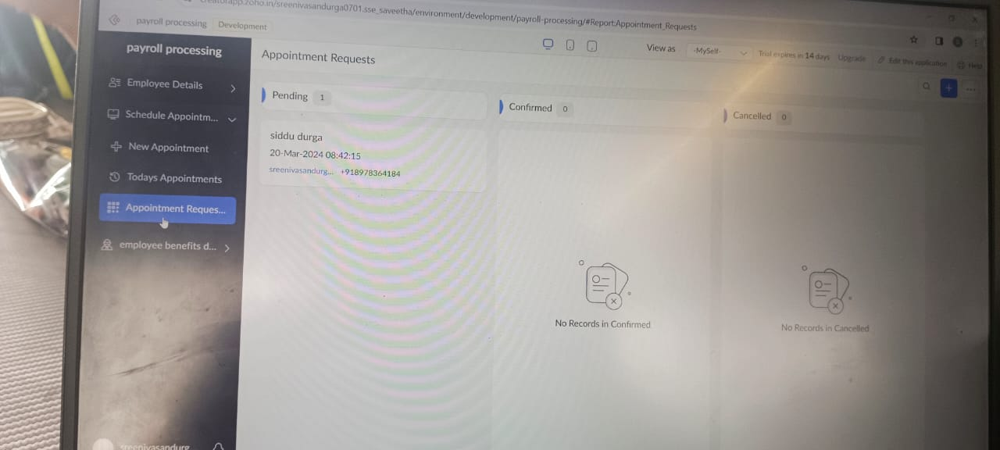 creatorapp.zoho.in/sreenivasandurga0701.sse_saveetha/environment/development/payroll-processing/#Report:Appointment_Requests
payroll processing Development
View as -MySelf- Trial expires in 14 days Upgrade Edit this application Help
payroll processing
Employee Details
Schedule Appointm...
New Appointment
Todays Appointments
Appointment Reques...
employee benefits d...
sreenivasandurg
Appointment Requests
Pending 1
siddu durga
20-Mar-2024 08:42:15
sreenivasandurg... +918978364184
Confirmed 0
No Records in Confirmed
Cancelled 0
No Records in Cancelled